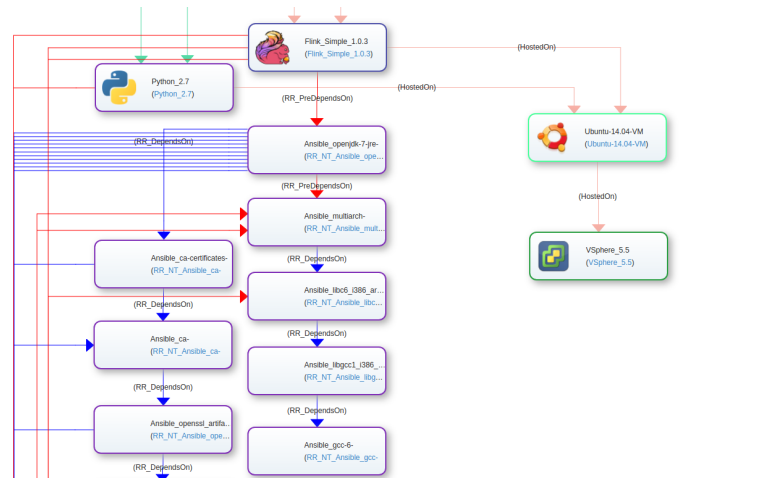 Flink_Simple_1.0.3
(Flink_Simple_1.0.3)
(HostedOn)
Python_2.7
(Python_2.7)
(HostedOn)
(RR_PreDependsOn)
Ubuntu-14.04-VM
(Ubuntu-14.04-VM)
(RR_DependsOn)
Ansible_openjdk-7-jre-
(RR_NT_Ansible_ope...
(RR_PreDependsOn)
(HostedOn)
Ansible_multiarch-
(RR_NT_Ansible_mult...
VSphere_5.5
(VSphere_5.5)
Ansible_ca-certificates-
(RR_NT_Ansible_ca-
(RR_DependsOn)
Ansible_libc6_i386_ar...
(RR_NT_Ansible_libc...
(RR_DependsOn)
(RR_DependsOn)
Ansible_ca-
(RR_NT_Ansible_ca-
Ansible_libgcc1_i386_...
(RR_NT_Ansible_libg...
(RR_DependsOn)
(RR_DependsOn)
Ansible_openssl_artifa...
(RR_NT_Ansible_ope...
Ansible_gcc-6-
(RR_NT_Ansible_gcc-
(RR_DependsOn)